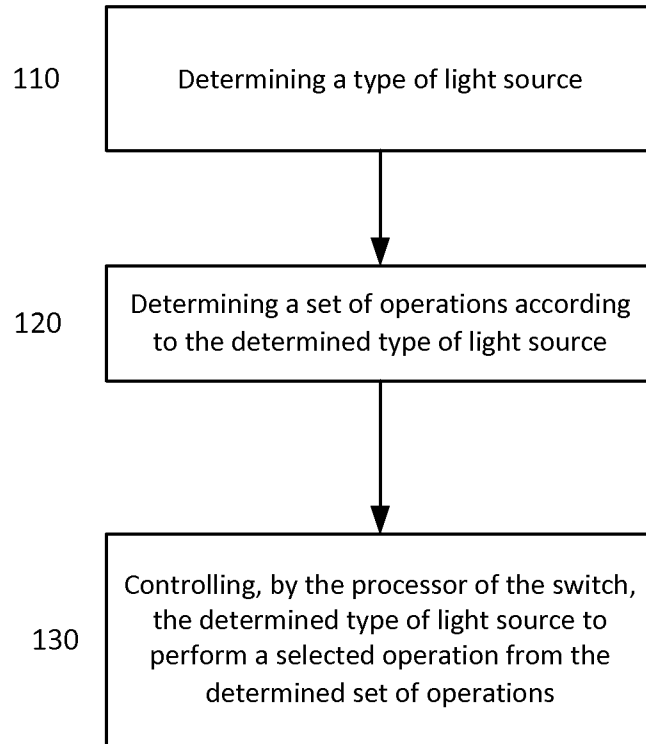 110
Determining a type of light source
120
Determining a set of operations according
to the determined type of light source
130
Controlling, by the processor of the switch,
the determined type of light source to
perform a selected operation from the
determined set of operations